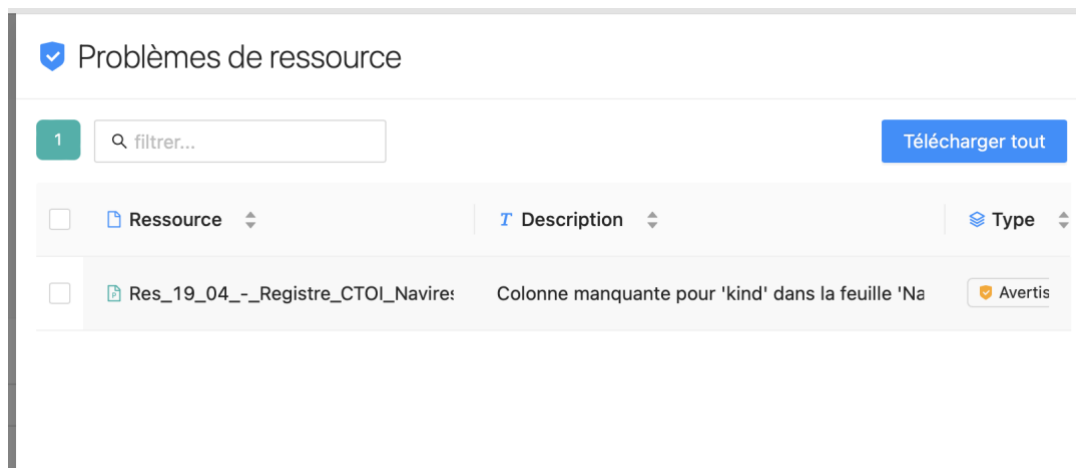 Problèmes de ressource
1
filtrer...
Télécharger tout
Ressource
Description
Type
Res_19_04_-_Registre_CTOI_Navires
Colonne manquante pour 'kind' dans la feuille 'Na
Avertis